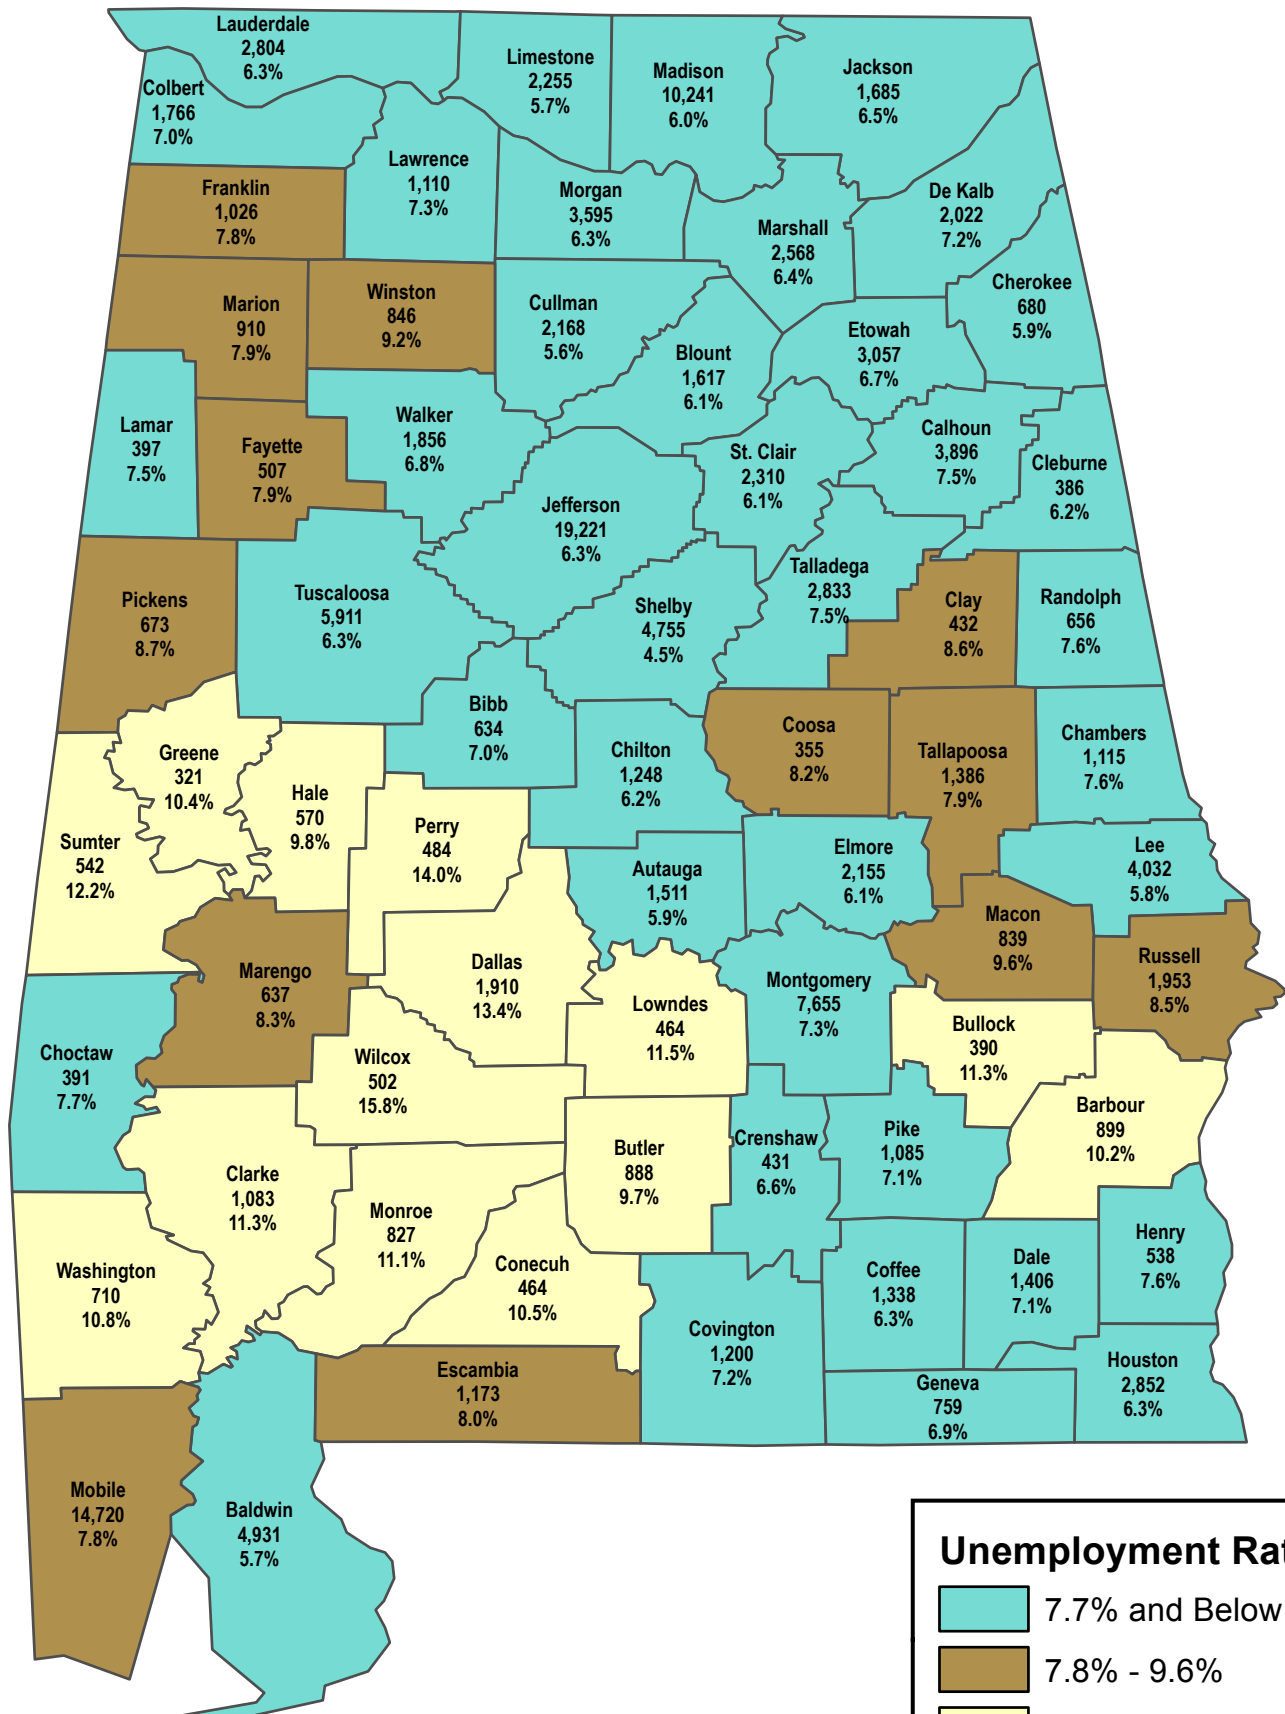 Lauderdale
2,804
6.3%
Limestone
2,255
5.7%
Madison
10,241
6.0%
Jackson
1,685
6.5%
Colbert
1,766
7.0%
Lawrence
1,110
7.3%
Franklin
1,026
7.8%
Morgan
3,595
6.3%
De Kalb
2,022
7.2%
Marshall
2,568
6.4%
Cherokee
680
5.9%
Marion
910
7.9%
Winston
846
9.2%
Cullman
2,168
5.6%
Etowah
3,057
6.7%
Blount
1,617
6.1%
Lamar
397
7.5%
Walker
1,856
6.8%
Fayette
507
7.9%
St. Clair
2,310
6.1%
Calhoun
3,896
7.5%
Cleburne
386
6.2%
Jefferson
19,221
6.3%
Talladega
2,833
7.5%
Pickens
673
8.7%
Tuscaloosa
5,911
6.3%
Shelby
4,755
4.5%
Clay
432
8.6%
Randolph
656
7.6%
Bibb
634
7.0%
Greene
321
10.4%
Chilton
1,248
6.2%
Coosa
355
8.2%
Tallapoosa
1,386
7.9%
Chambers
1,115
7.6%
Hale
570
9.8%
Perry
484
14.0%
Sumter
542
12.2%
Autauga
1,511
5.9%
Elmore
2,155
6.1%
Lee
4,032
5.8%
Macon
839
9.6%
Russell
1,953
8.5%
Marengo
637
8.3%
Dallas
1,910
13.4%
Lowndes
464
11.5%
Montgomery
7,655
7.3%
Bullock
390
11.3%
Choctaw
391
7.7%
Wilcox
502
15.8%
Barbour
899
10.2%
Butler
888
9.7%
Crenshaw
431
6.6%
Pike
1,085
7.1%
Clarke
1,083
11.3%
Monroe
827
11.1%
Conecuh
464
10.5%
Henry
538
7.6%
Washington
710
10.8%
Coffee
1,338
6.3%
Dale
1,406
7.1%
Covington
1,200
7.2%
Houston
2,852
6.3%
Escambia
1,173
8.0%
Geneva
759
6.9%
Mobile
14,720
7.8%
Baldwin
4,931
5.7%
Unemployment Rat
7.7% and Below
7.8% - 9.6%